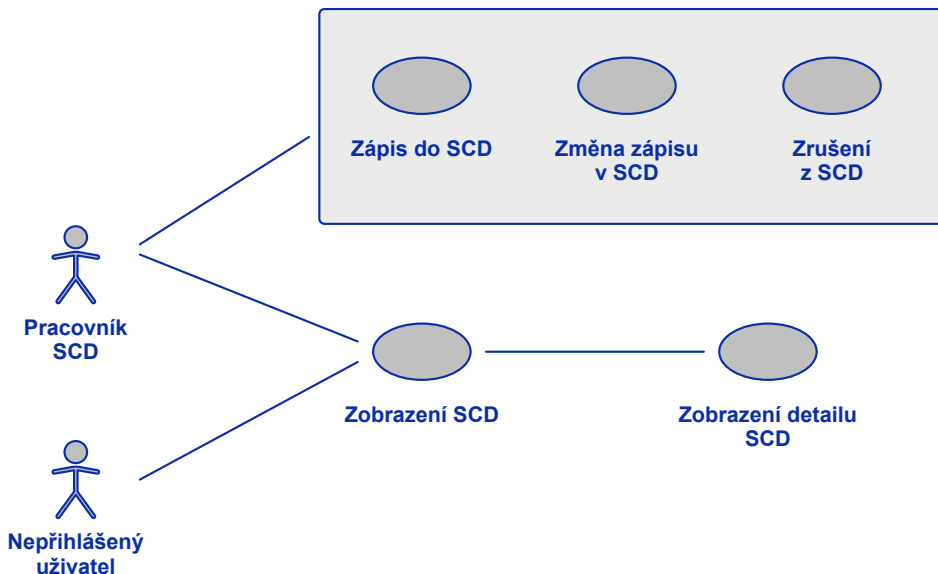 Zápis do SCD
Změna zápisu
v SCD
Zrušení
z SCD
Pracovník
SCD
Zobrazení SCD
Zobrazení detailu
SCD
Nepřihlášený
uživatel